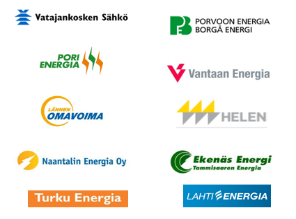 Vatajankosken Sähkö
PORVOON ENERGIA
BORGÅ ENERGI
PORI
ENERGIA
Vantaan Energia
LÄNNEN
OMAVOIMA
HELEN
Naantalin Energia Oy
Ekenäs Energi
Tammisaaren Energia
Turku Energia
LAHTI ENERGIA